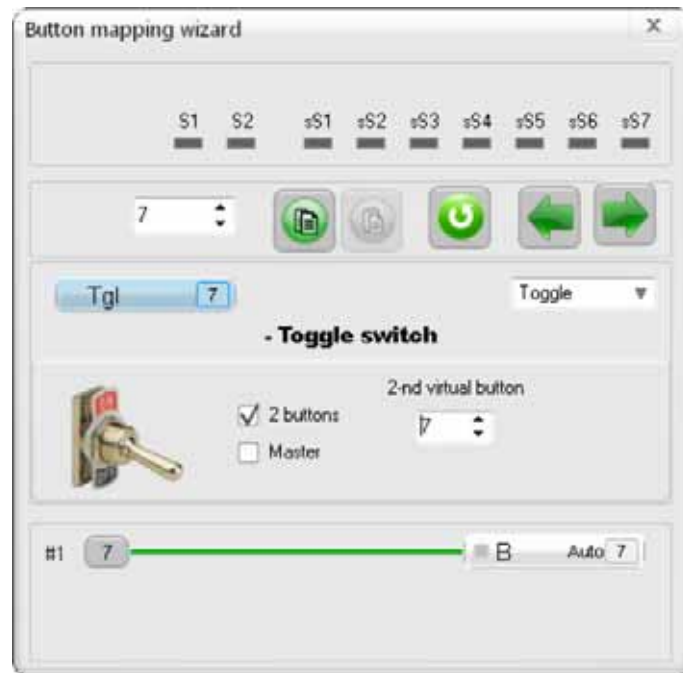 Button mapping wizard x
S1 S2 sS1 sS2 sS3 sS4 sS5 sS6 sS7
7
Tgl 7 Toggle
- Toggle switch
2-nd virtual button
2 buttons 7
Master
#1 7 B Auto 7